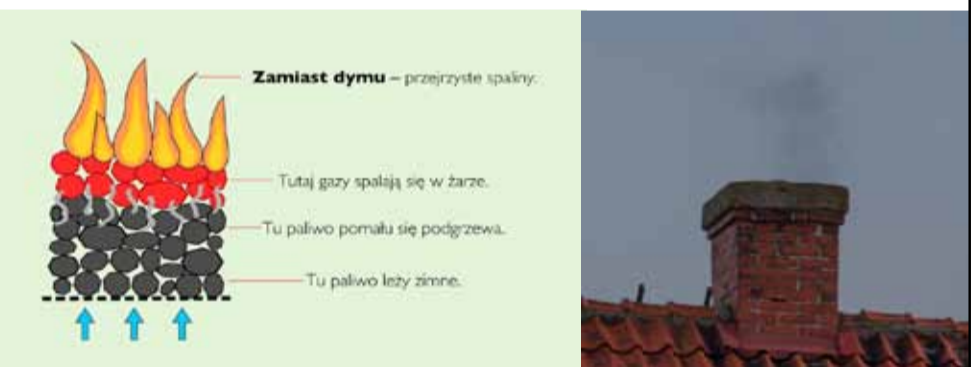 Zamiast dymu – przejrzyste spaliny.
Tutaj gazy spalają się w żarze.
Tu paliwo pomału się podgrzewa.
Tu paliwo leży zimne.